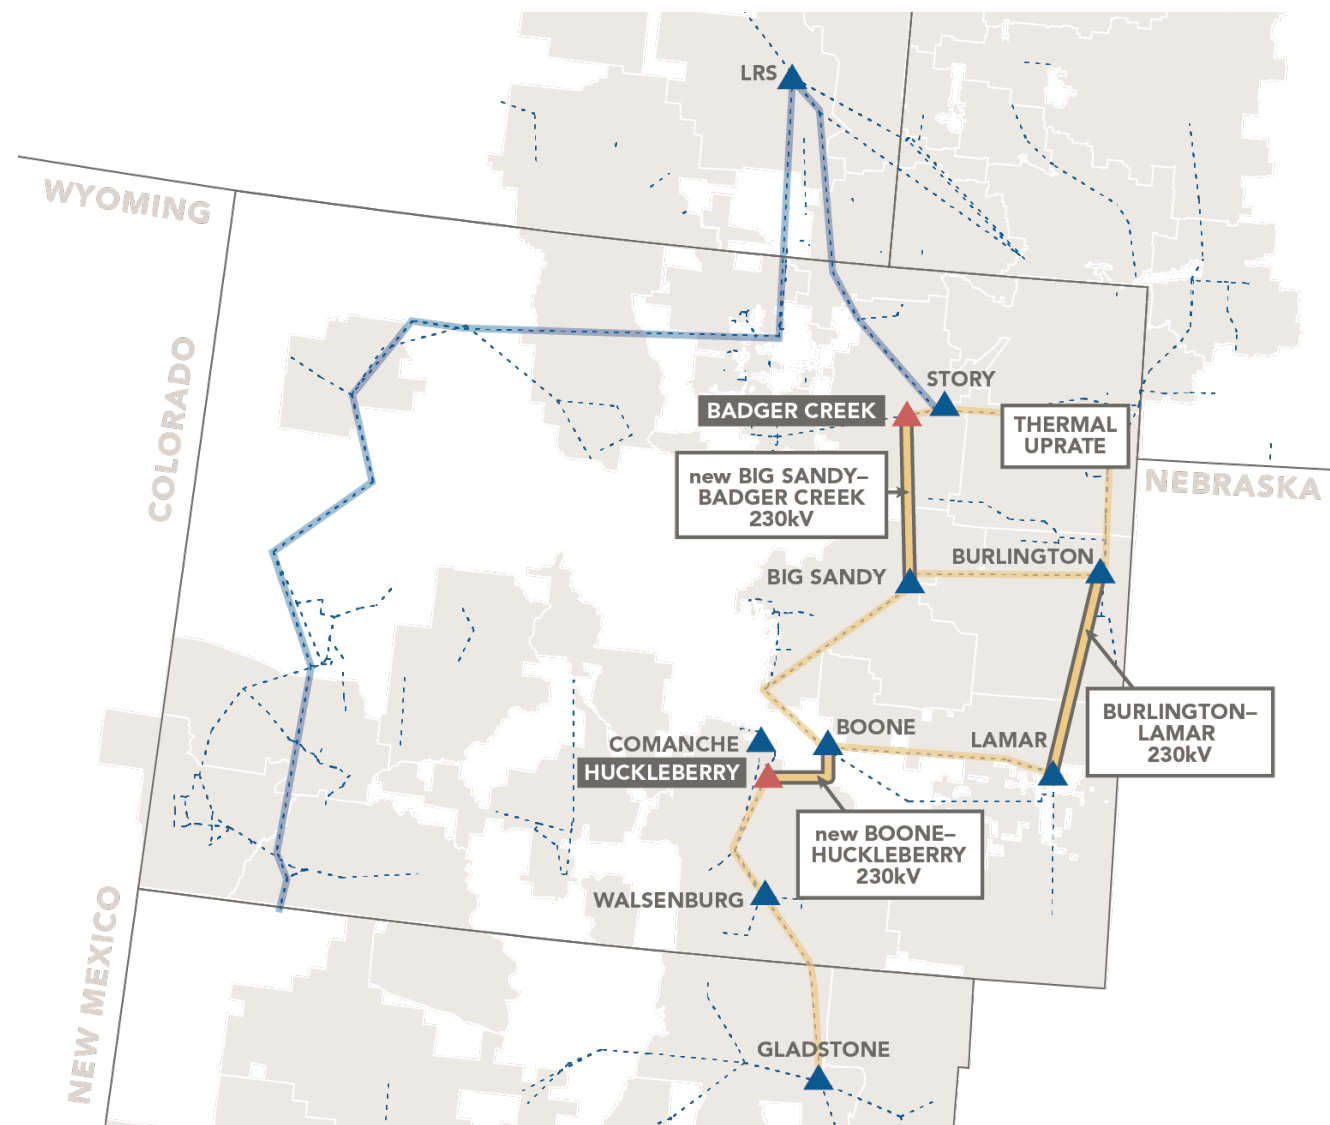 LRS
WYOMING
COLORADO
STORY
BADGER CREEK
THERMAL
UPRATE
NEBRASKA
new BIG SANDY–
BADGER CREEK
230kV
BURLINGTON
BIG SANDY
BURLINGTON–
LAMAR
230kV
BOONE
LAMAR
COMANCHE
HUCKLEBERRY
new BOONE–
HUCKLEBERRY
230kV
WALSENBURG
NEW MEXICO
GLADSTONE